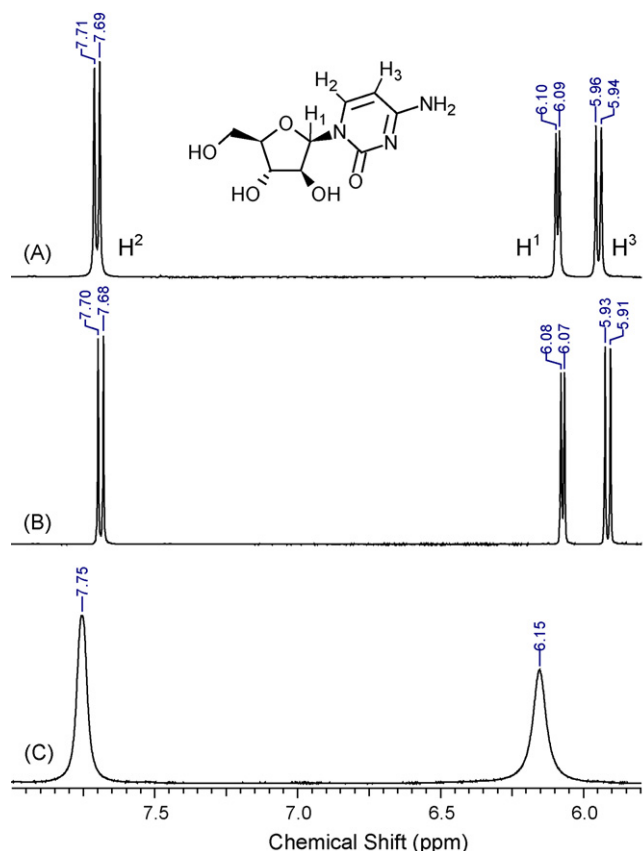 7.71
7.69
6.10
6.09
5.96
5.94
H2
H3
O
H1
N
NH2
N
HO
O
HO
HO
(A)
H²
H¹
H³
7.70
7.68
6.08
6.07
5.93
5.91
(B)
7.75
6.15
(C)
7.5
7.0
6.5
6.0
Chemical Shift (ppm)